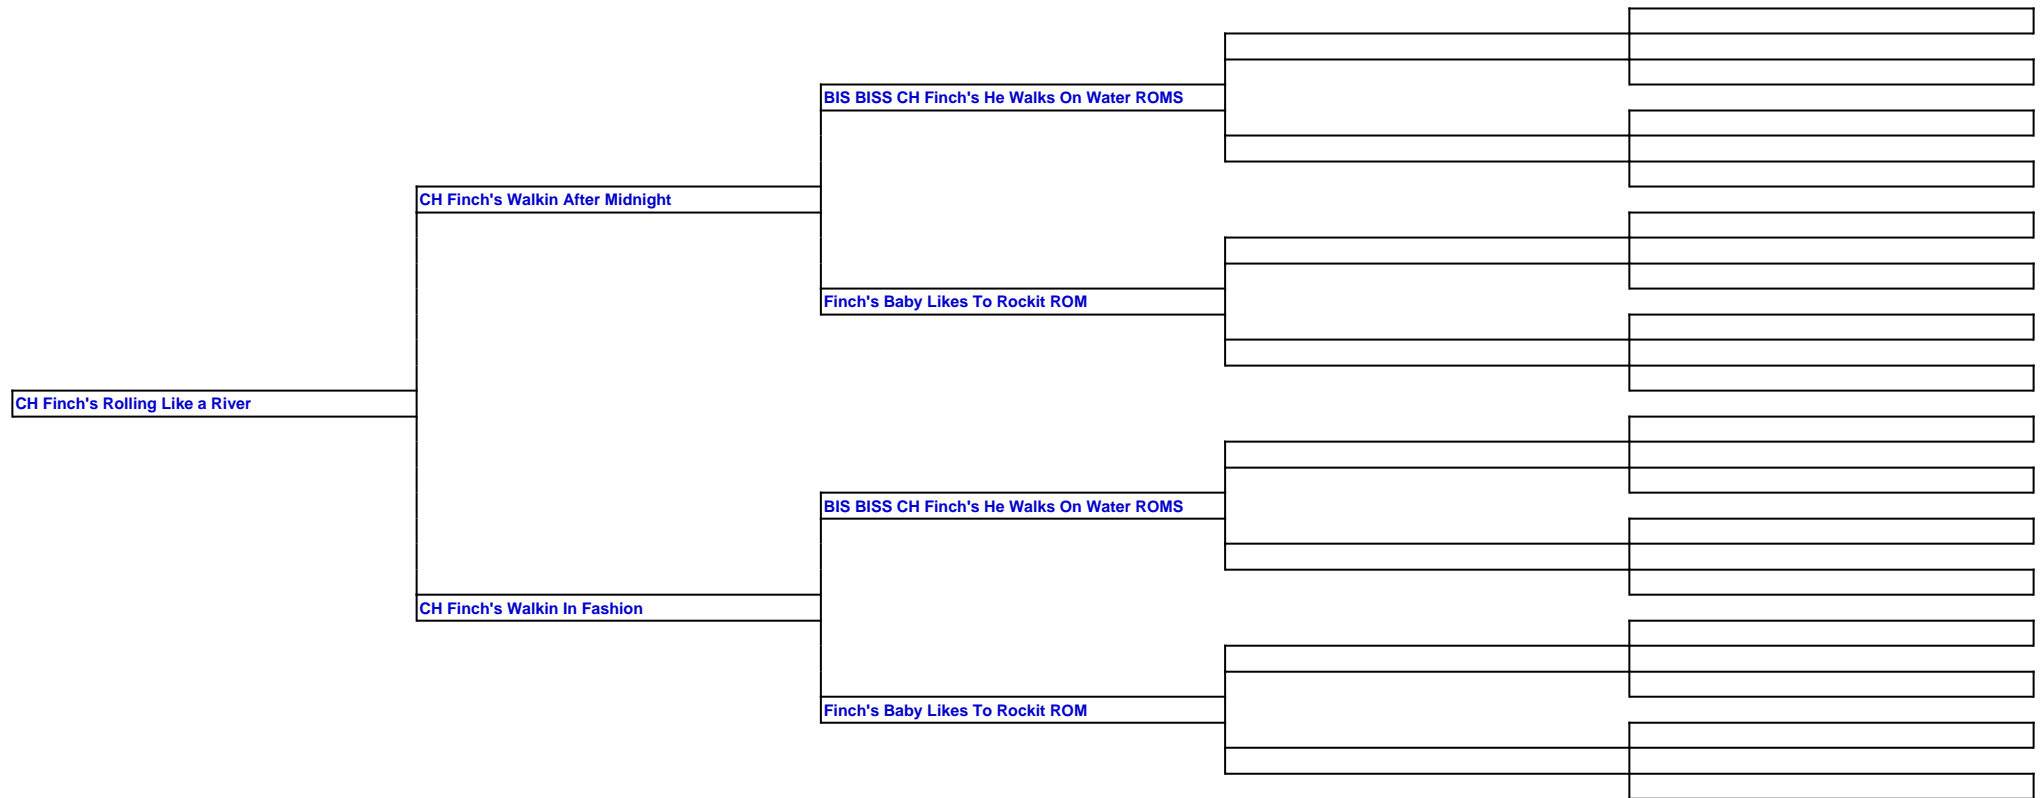 BIS BISS CH Finch's He Walks On Water ROMS
CH Finch's Walkin After Midnight
Finch's Baby Likes To Rockit ROM
CH Finch's Rolling Like a River
BIS BISS CH Finch's He Walks On Water ROMS
CH Finch's Walkin In Fashion
Finch's Baby Likes To Rockit ROM